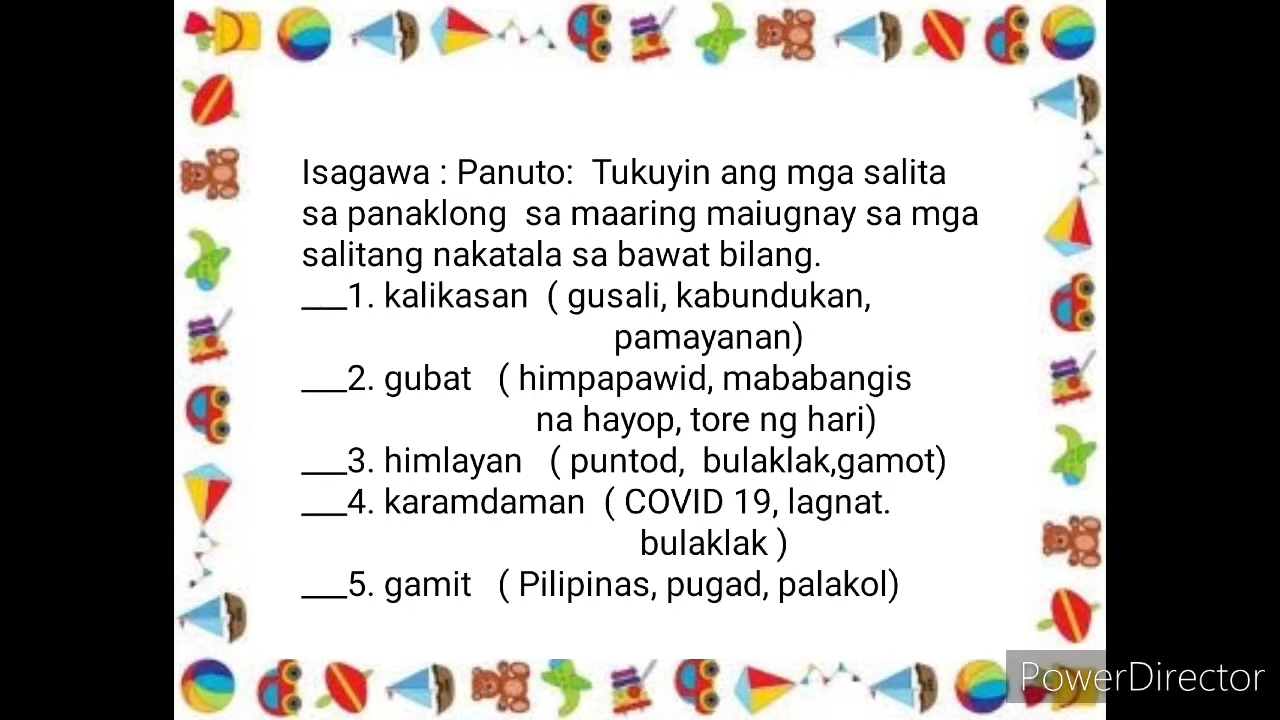 Isagawa : Panuto:  Tukuyin ang mga salita
sa panaklong  sa maaring maiugnay sa mga
salitang nakatala sa bawat bilang.
___1. kalikasan  ( gusali, kabundukan,
pamayanan)
___2. gubat   ( himpapawid, mababangis
na hayop, tore ng hari)
___3. himlayan   ( puntod,  bulaklak,gamot)
___4. karamdaman  ( COVID 19, lagnat.
bulaklak )
___5. gamit   ( Pilipinas, pugad, palakol)
PowerDirector